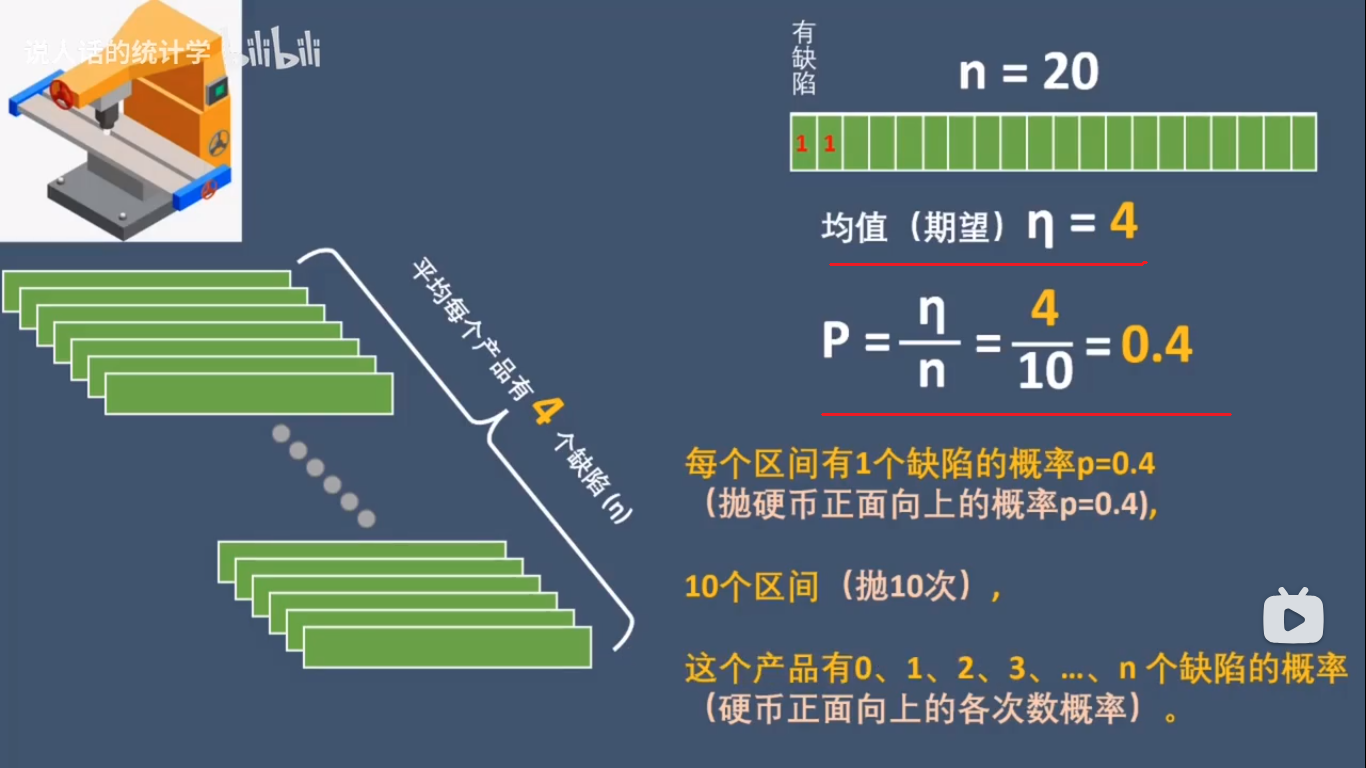 说人话的统计学 bilibili
有缺陷
n = 20
1 1
均值（期望）η = 4
P = η/n = 4/10 = 0.4
平均每个产品有 4 个缺陷 (η)
每个区间有1个缺陷的概率p=0.4
（抛硬币正面向上的概率p=0.4),
10个区间（抛10次）,
这个产品有0、1、2、3、…、n 个缺陷的概率
（硬币正面向上的各次数概率）。